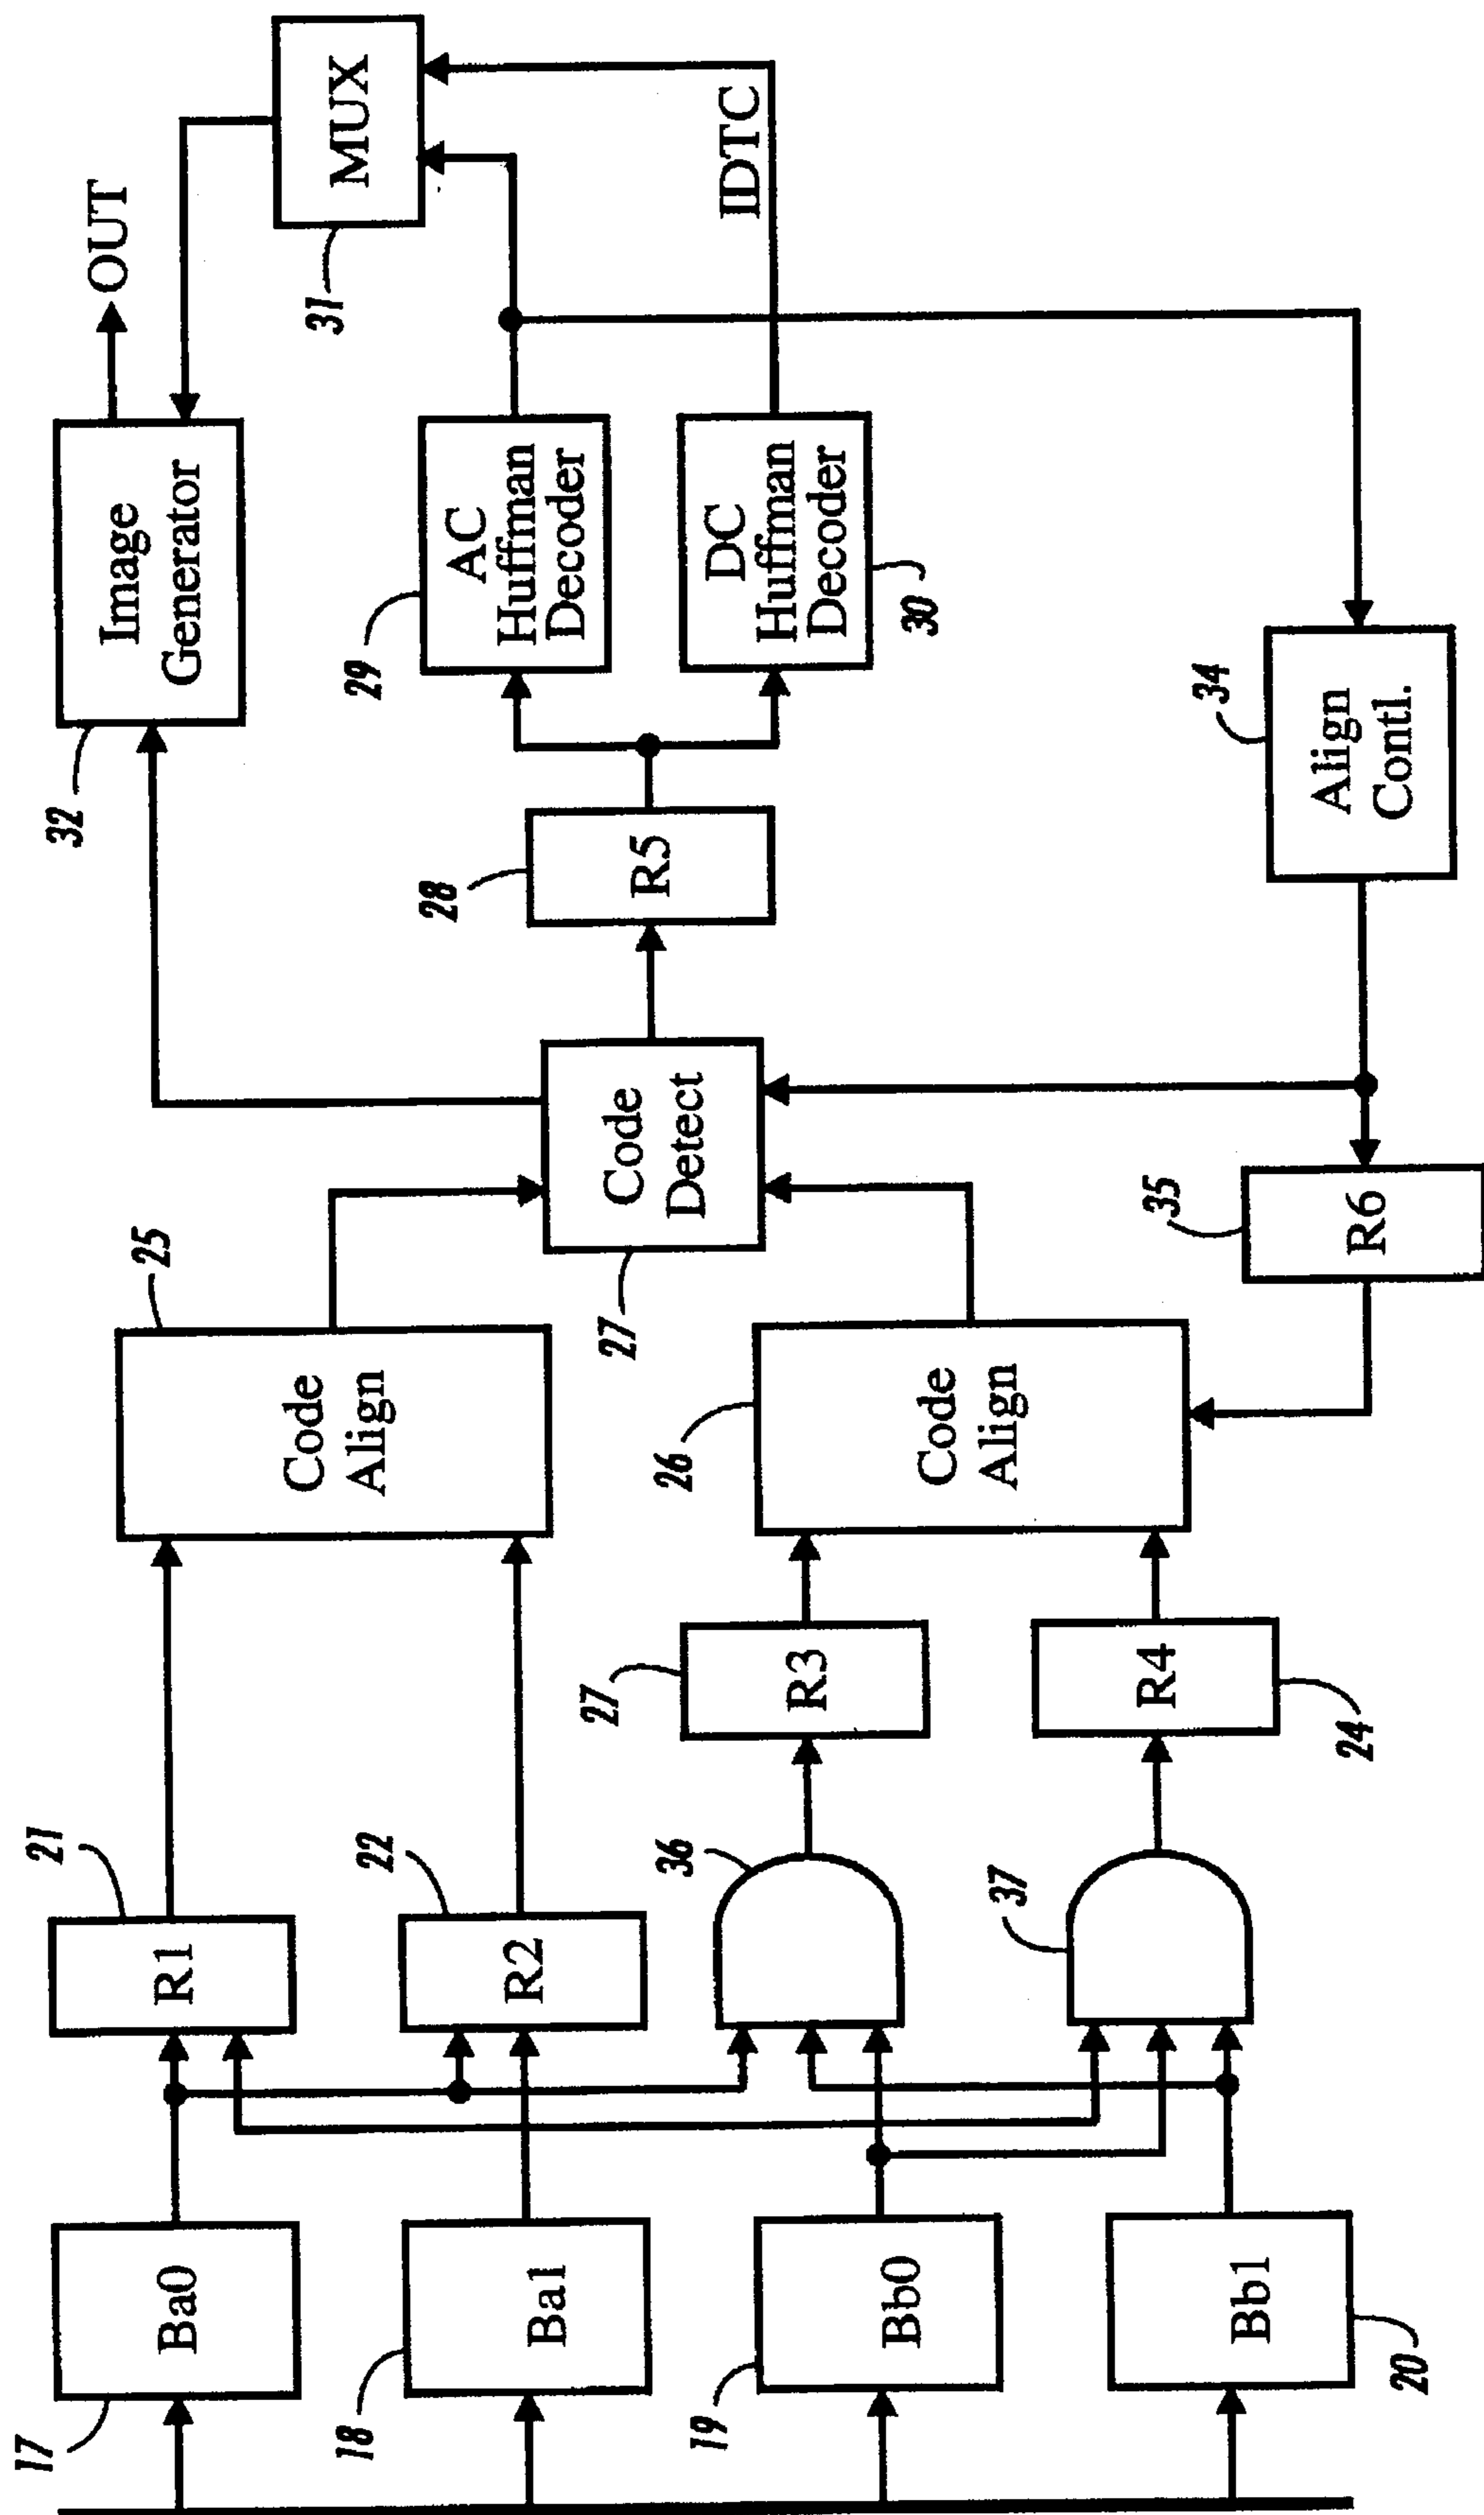 17
Ba0
18
Ba1
19
Bb0
20
Bb1
21
R1
22
R2
36
37
27
R3
24
R4
25
Code
Align
26
Code
Align
27
Code
Detect
35
R6
28
R5
34
Align
Contl.
32
Image
Generator
29
AC
Huffman
Decoder
30
DC
Huffman
Decoder
31
MUX
IDTC
OUT